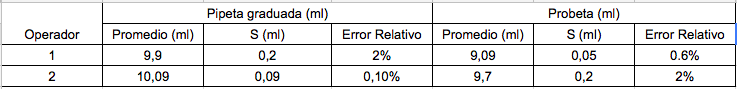 Pipeta graduada (ml) Probeta (ml)
Operador Promedio (ml) S (ml) Error Relativo Promedio (ml) S (ml) Error Relativo
1 9,9 0,2 2% 9,09 0,05 0.6%
2 10,09 0,09 0,10% 9,7 0,2 2%